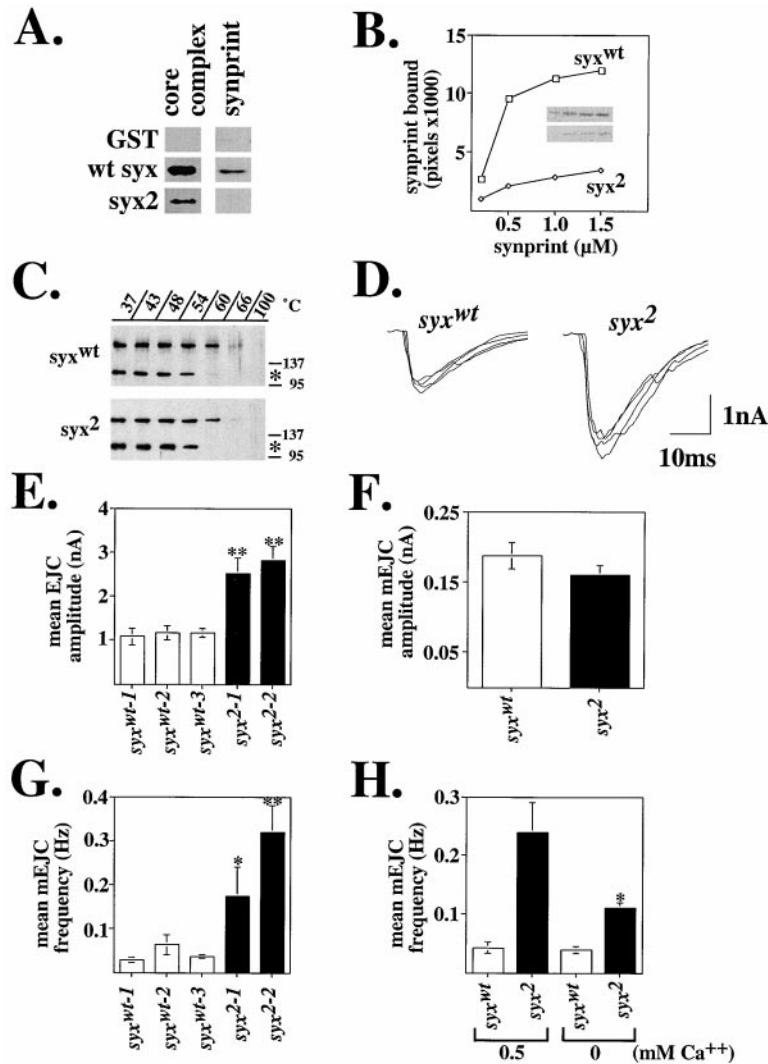 A.
core
complex
synprint
GST
wt syx
syx2
B.
synprint bound
(pixels x1000)
15
10
5
syxwt
syx2
0.5 1.0 1.5
synprint (µM)
C.
37 43 48 54 60 66 100 °C
syxwt
137
*
95
syx2
137
*
95
D.
syxwt
syx2
1nA
10ms
E.
mean EJC
amplitude (nA)
4
3
2
1
** **
syxwt-1 syxwt-2 syxwt-3 syx2-1 syx2-2
F.
mean mEJC
amplitude (nA)
0.25
0.15
0.05
syxwt syx2
G.
mean mEJC
frequency (Hz)
0.4
0.3
0.2
0.1
* **
syxwt-1 syxwt-2 syxwt-3 syx2-1 syx2-2
H.
mean mEJC
frequency (Hz)
0.4
0.3
0.2
0.1
*
syxwt syx2 syxwt syx2
0.5 0 (mM Ca++)